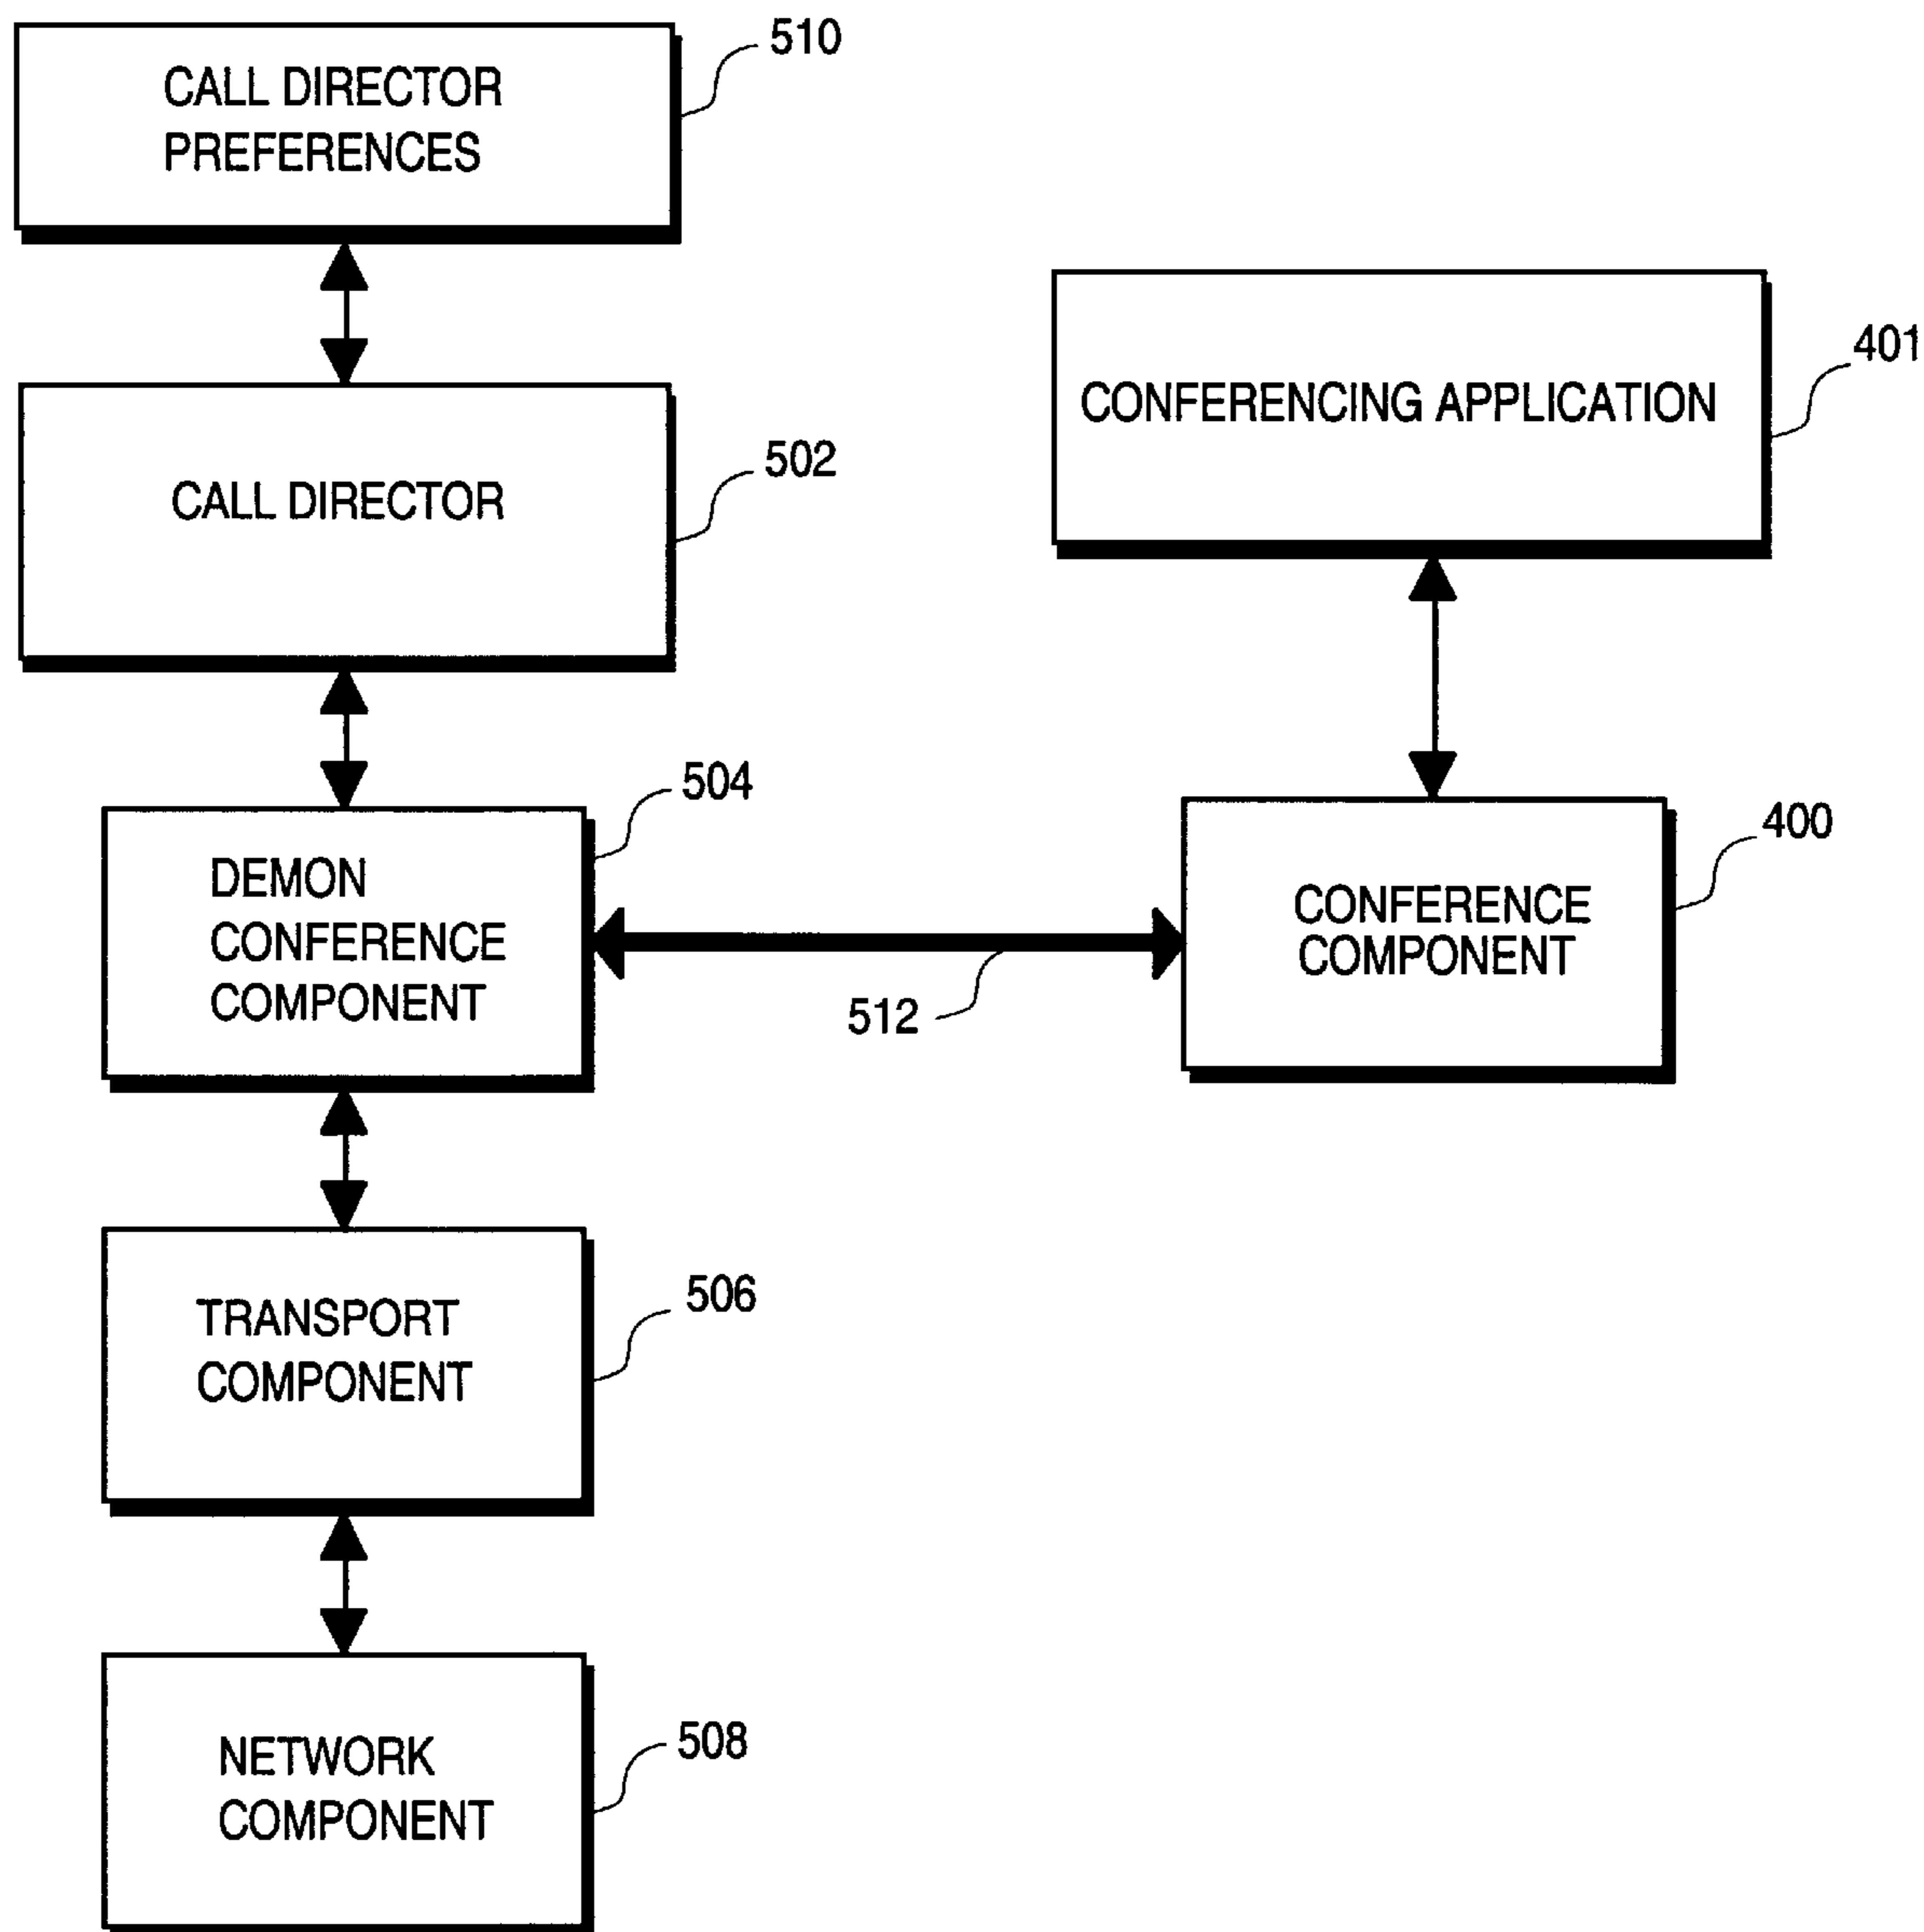 510
CALL DIRECTOR
PREFERENCES
401
CONFERENCING APPLICATION
502
CALL DIRECTOR
504
DEMON
CONFERENCE
COMPONENT
400
CONFERENCE
COMPONENT
512
506
TRANSPORT
COMPONENT
508
NETWORK
COMPONENT